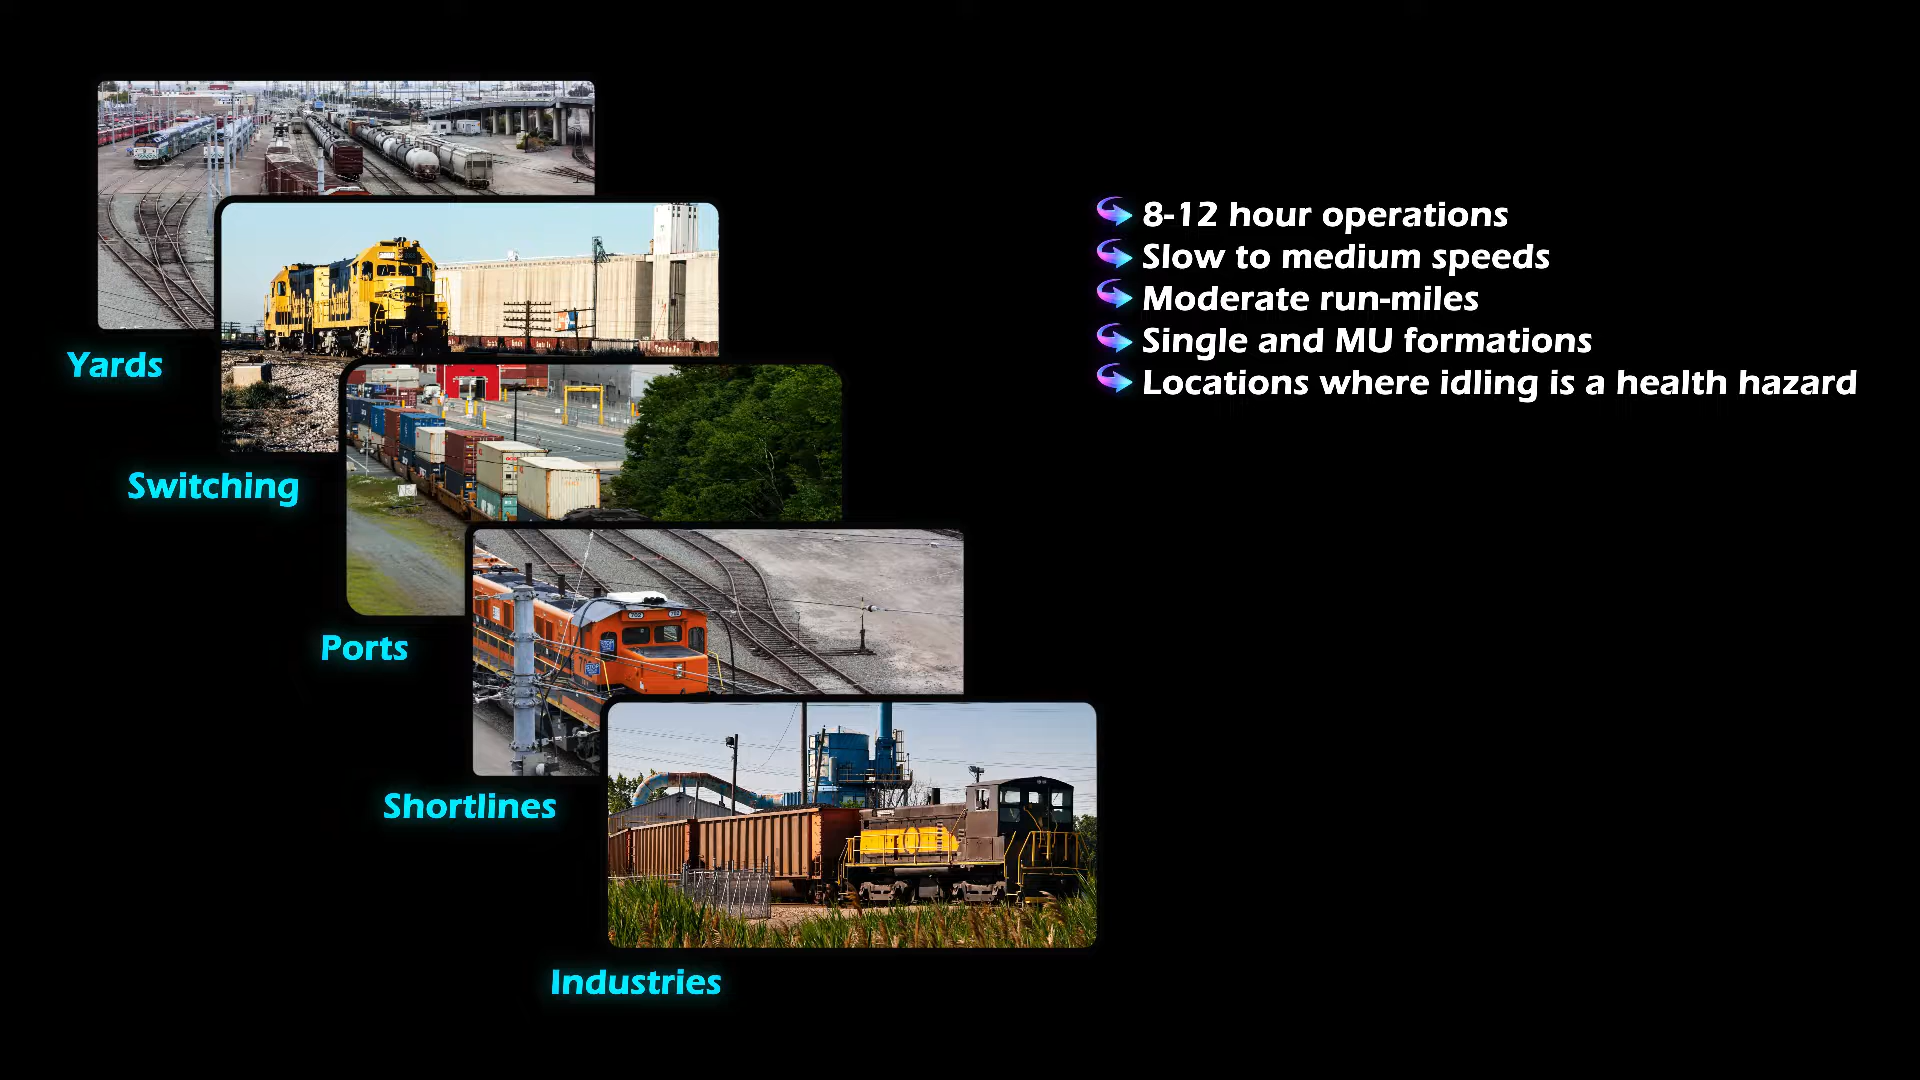 8-12 hour operations
Slow to medium speeds
Moderate run-miles
Single and MU formations
Locations where idling is a health hazard
Yards
Switching
Ports
Shortlines
Industries